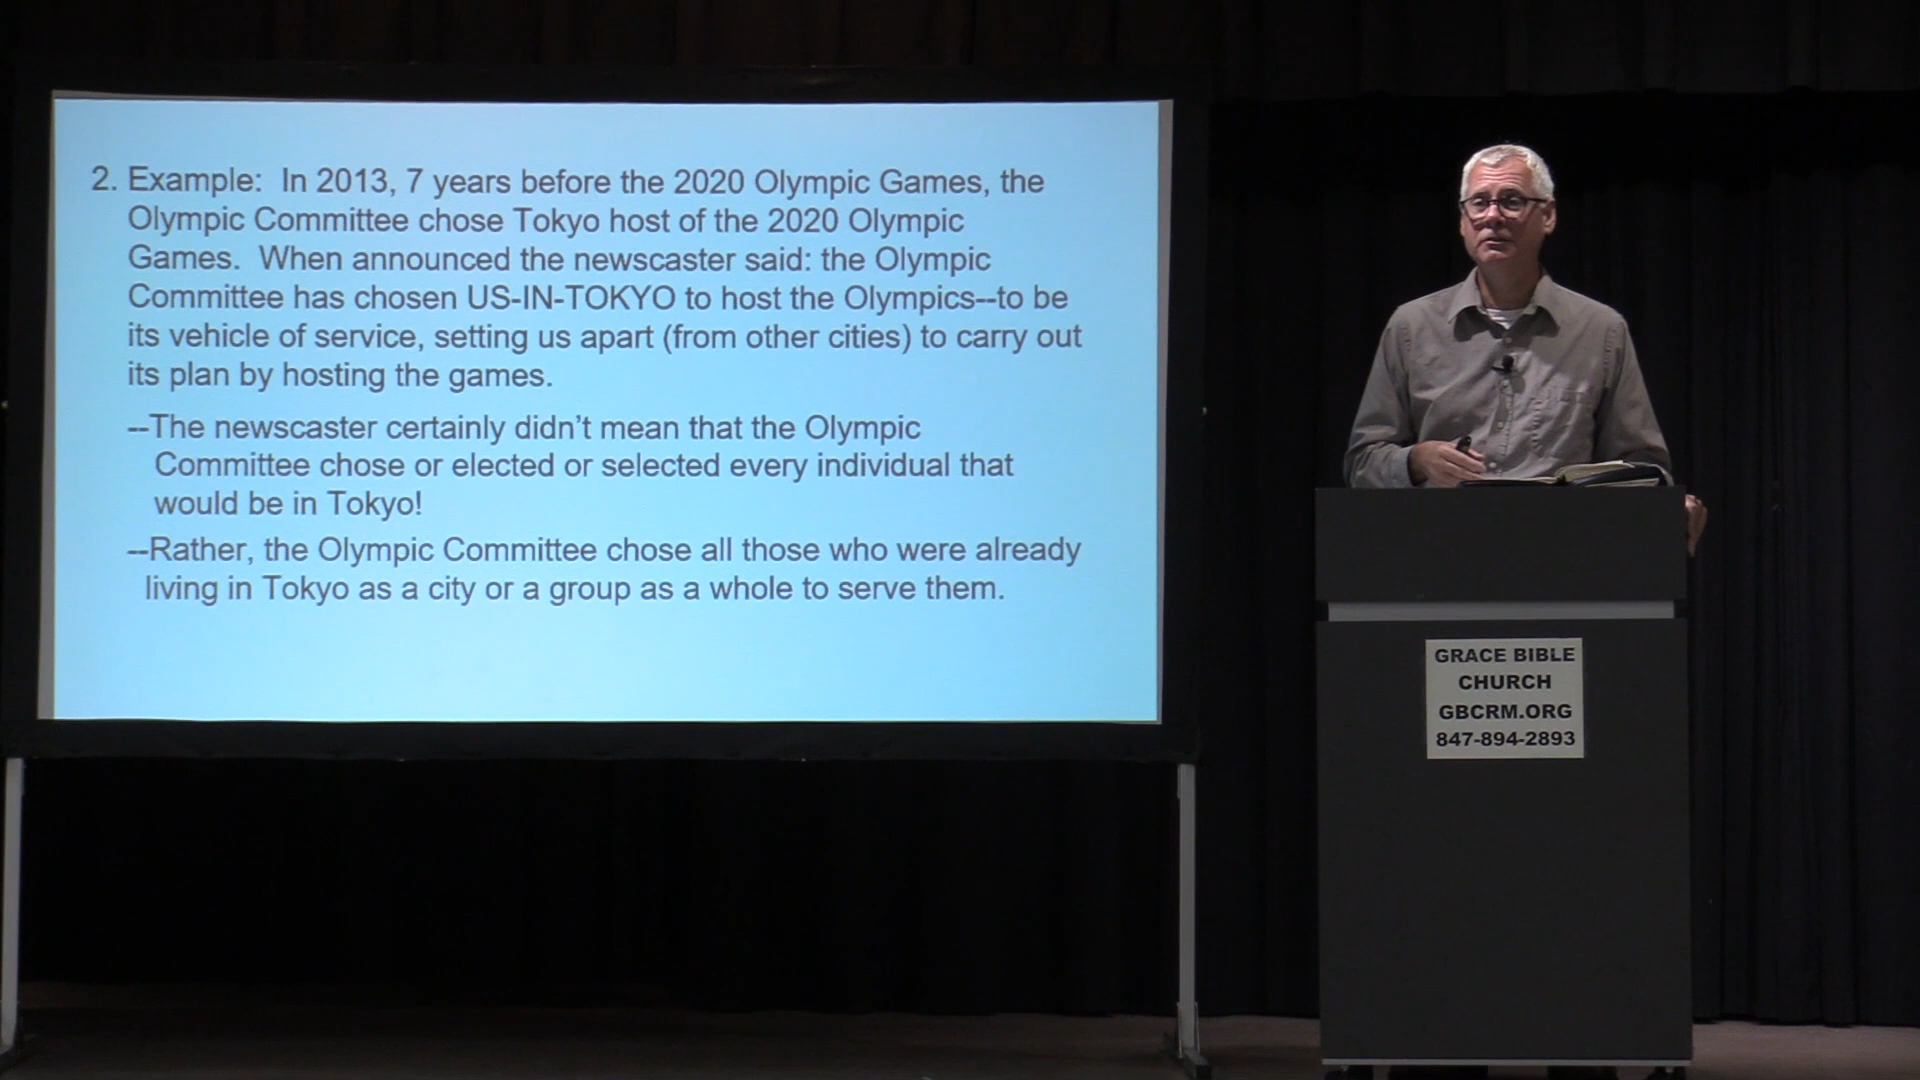 2. Example:  In 2013, 7 years before the 2020 Olympic Games, the
Olympic Committee chose Tokyo host of the 2020 Olympic
Games.  When announced the newscaster said: the Olympic
Committee has chosen US-IN-TOKYO to host the Olympics--to be
its vehicle of service, setting us apart (from other cities) to carry out
its plan by hosting the games.
--The newscaster certainly didn't mean that the Olympic
Committee chose or elected or selected every individual that
would be in Tokyo!
--Rather, the Olympic Committee chose all those who were already
living in Tokyo as a city or a group as a whole to serve them.
GRACE BIBLE
CHURCH
GBCRM.ORG
847-894-2893